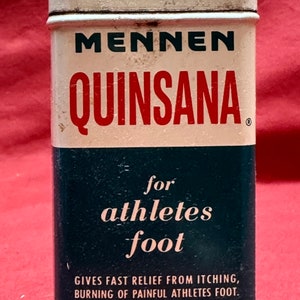 MENNEN
QUINSANA®
for
athletes
foot
GIVES FAST RELIEF FROM ITCHING,
BURNING OF PAINFUL ATHLETES FOOT.